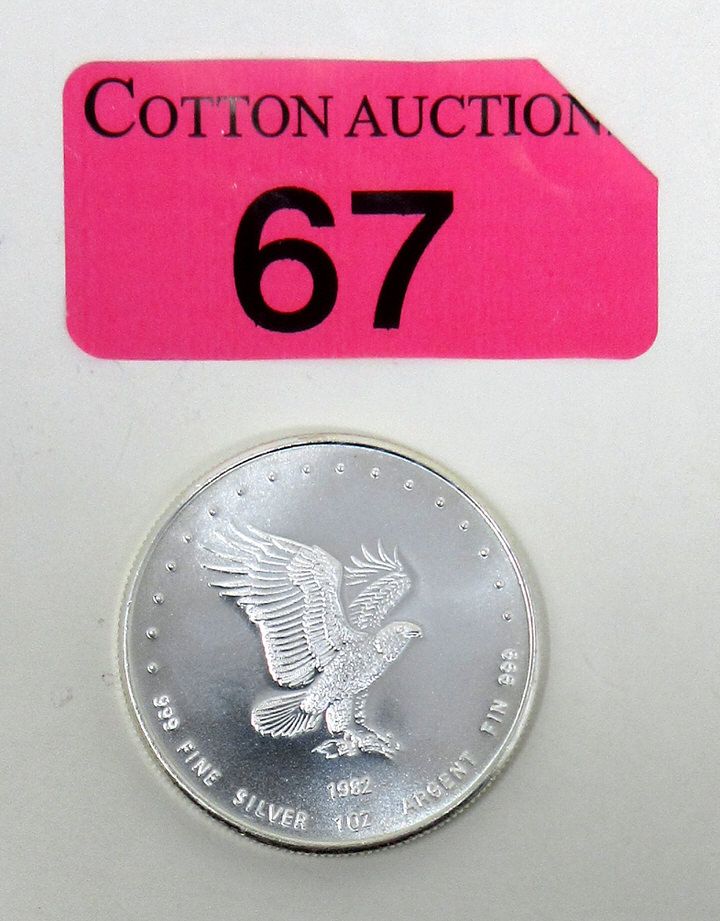 COTTON AUCTION
67
1982
999 FINE SILVER 1OZ ARGENT FIN 999